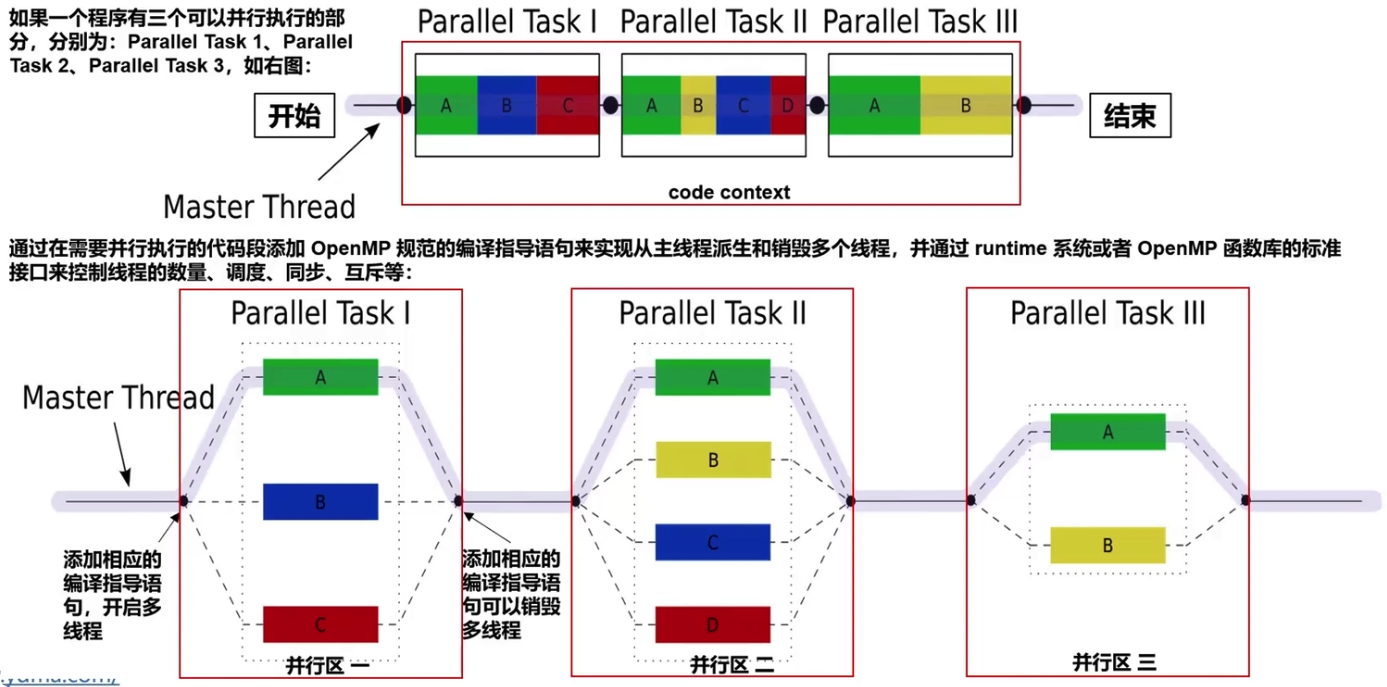 如果一个程序有三个可以并行执行的部
分，分别为：Parallel Task 1、Parallel
Task 2、Parallel Task 3，如右图：
Parallel Task I
Parallel Task II
Parallel Task III
开始
A
B
C
A
B
C
D
A
B
结束
Master Thread
code context
通过在需要并行执行的代码段添加 OpenMP 规范的编译指导语句来实现从主线程派生和销毁多个线程，并通过 runtime 系统或者 OpenMP 函数库的标准
接口来控制线程的数量、调度、同步、互斥等：
Parallel Task I
Parallel Task II
Parallel Task III
Master Thread
A
B
C
A
B
C
D
A
B
添加相应的
编译指导语
句，开启多
线程
添加相应的
编译指导语
句可以销毁
多线程
并行区 一
并行区 二
并行区 三